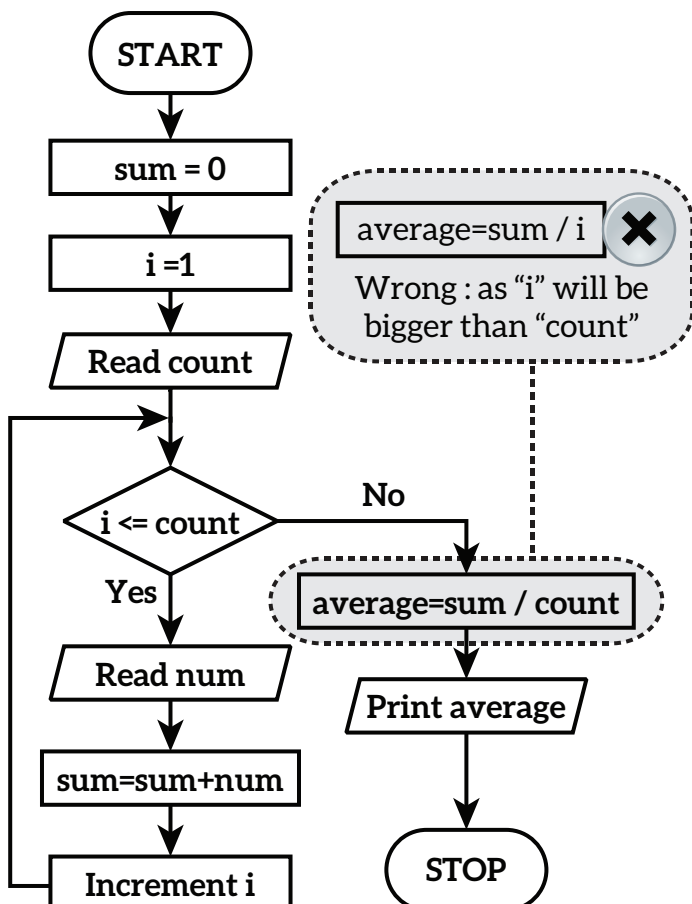 START
sum = 0
i =1
Read count
i <= count
Yes
Read num
sum=sum+num
Increment i
No
average=sum / i
Wrong : as “i” will be
bigger than “count”
average=sum / count
Print average
STOP